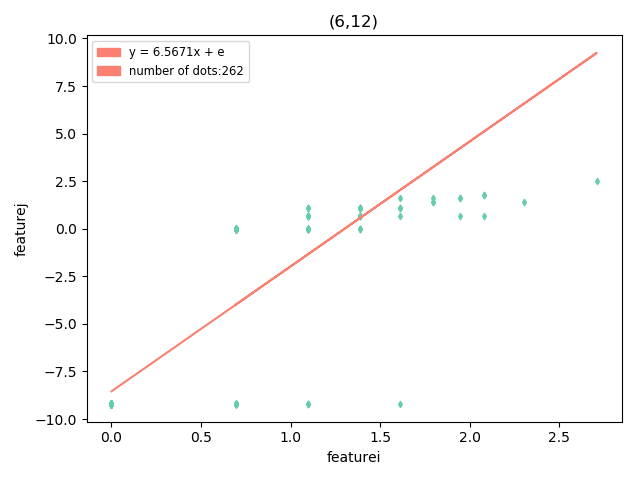 (6,12)
y = 6.5671x + e
number of dots:262
10.0
7.5
5.0
2.5
0.0
−2.5
−5.0
−7.5
−10.0
featurej
0.0 0.5 1.0 1.5 2.0 2.5
featurei